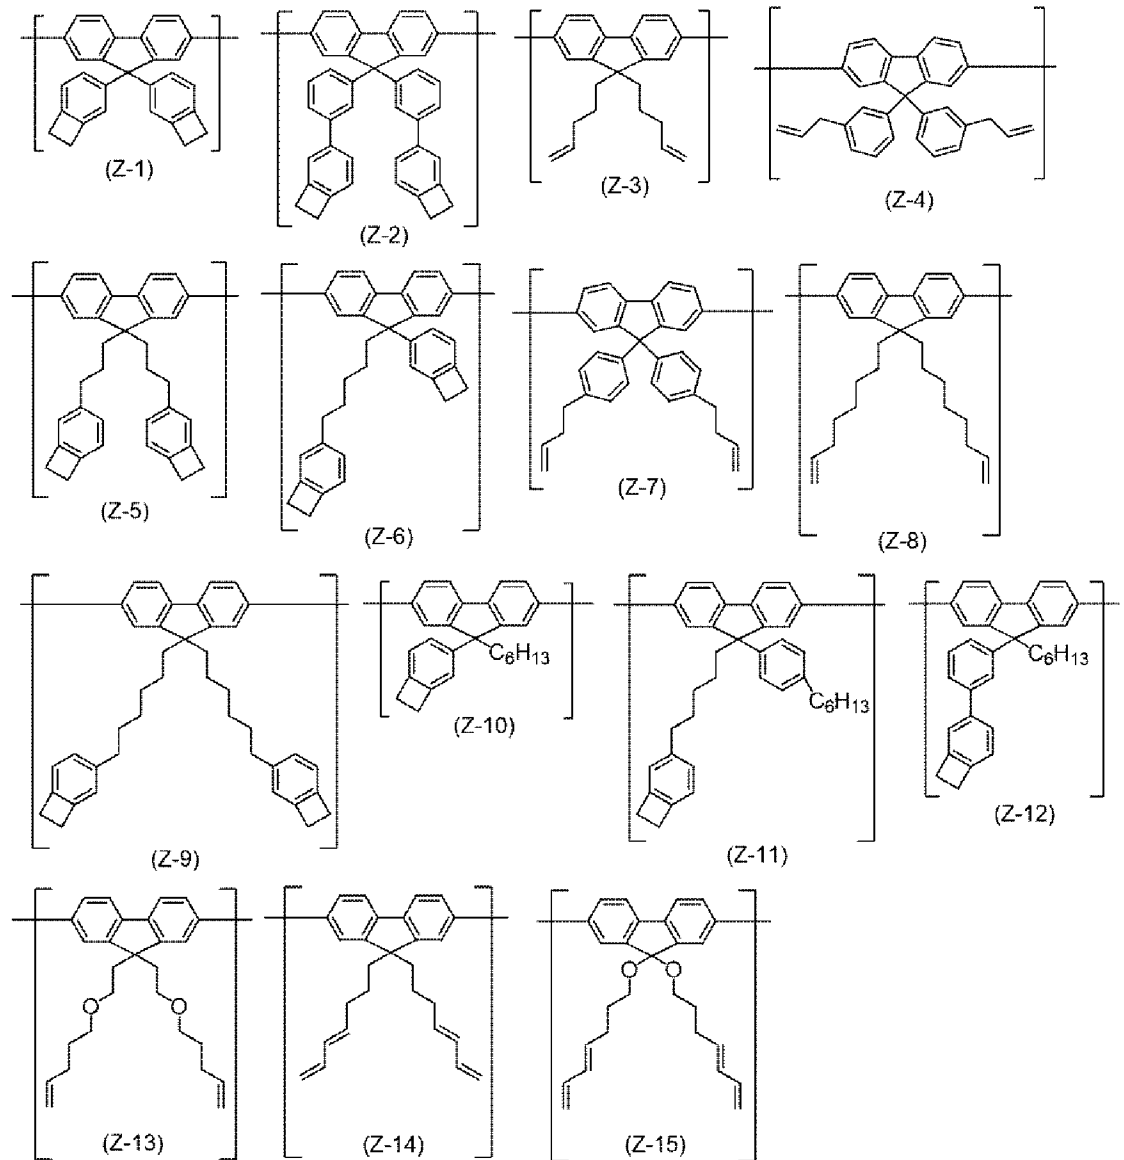 (Z-1)
(Z-2)
(Z-3)
(Z-4)
(Z-5)
(Z-6)
(Z-7)
(Z-8)
(Z-9)
C6H13
(Z-10)
C6H13
(Z-11)
C6H13
(Z-12)
O O
(Z-13)
(Z-14)
O O
(Z-15)